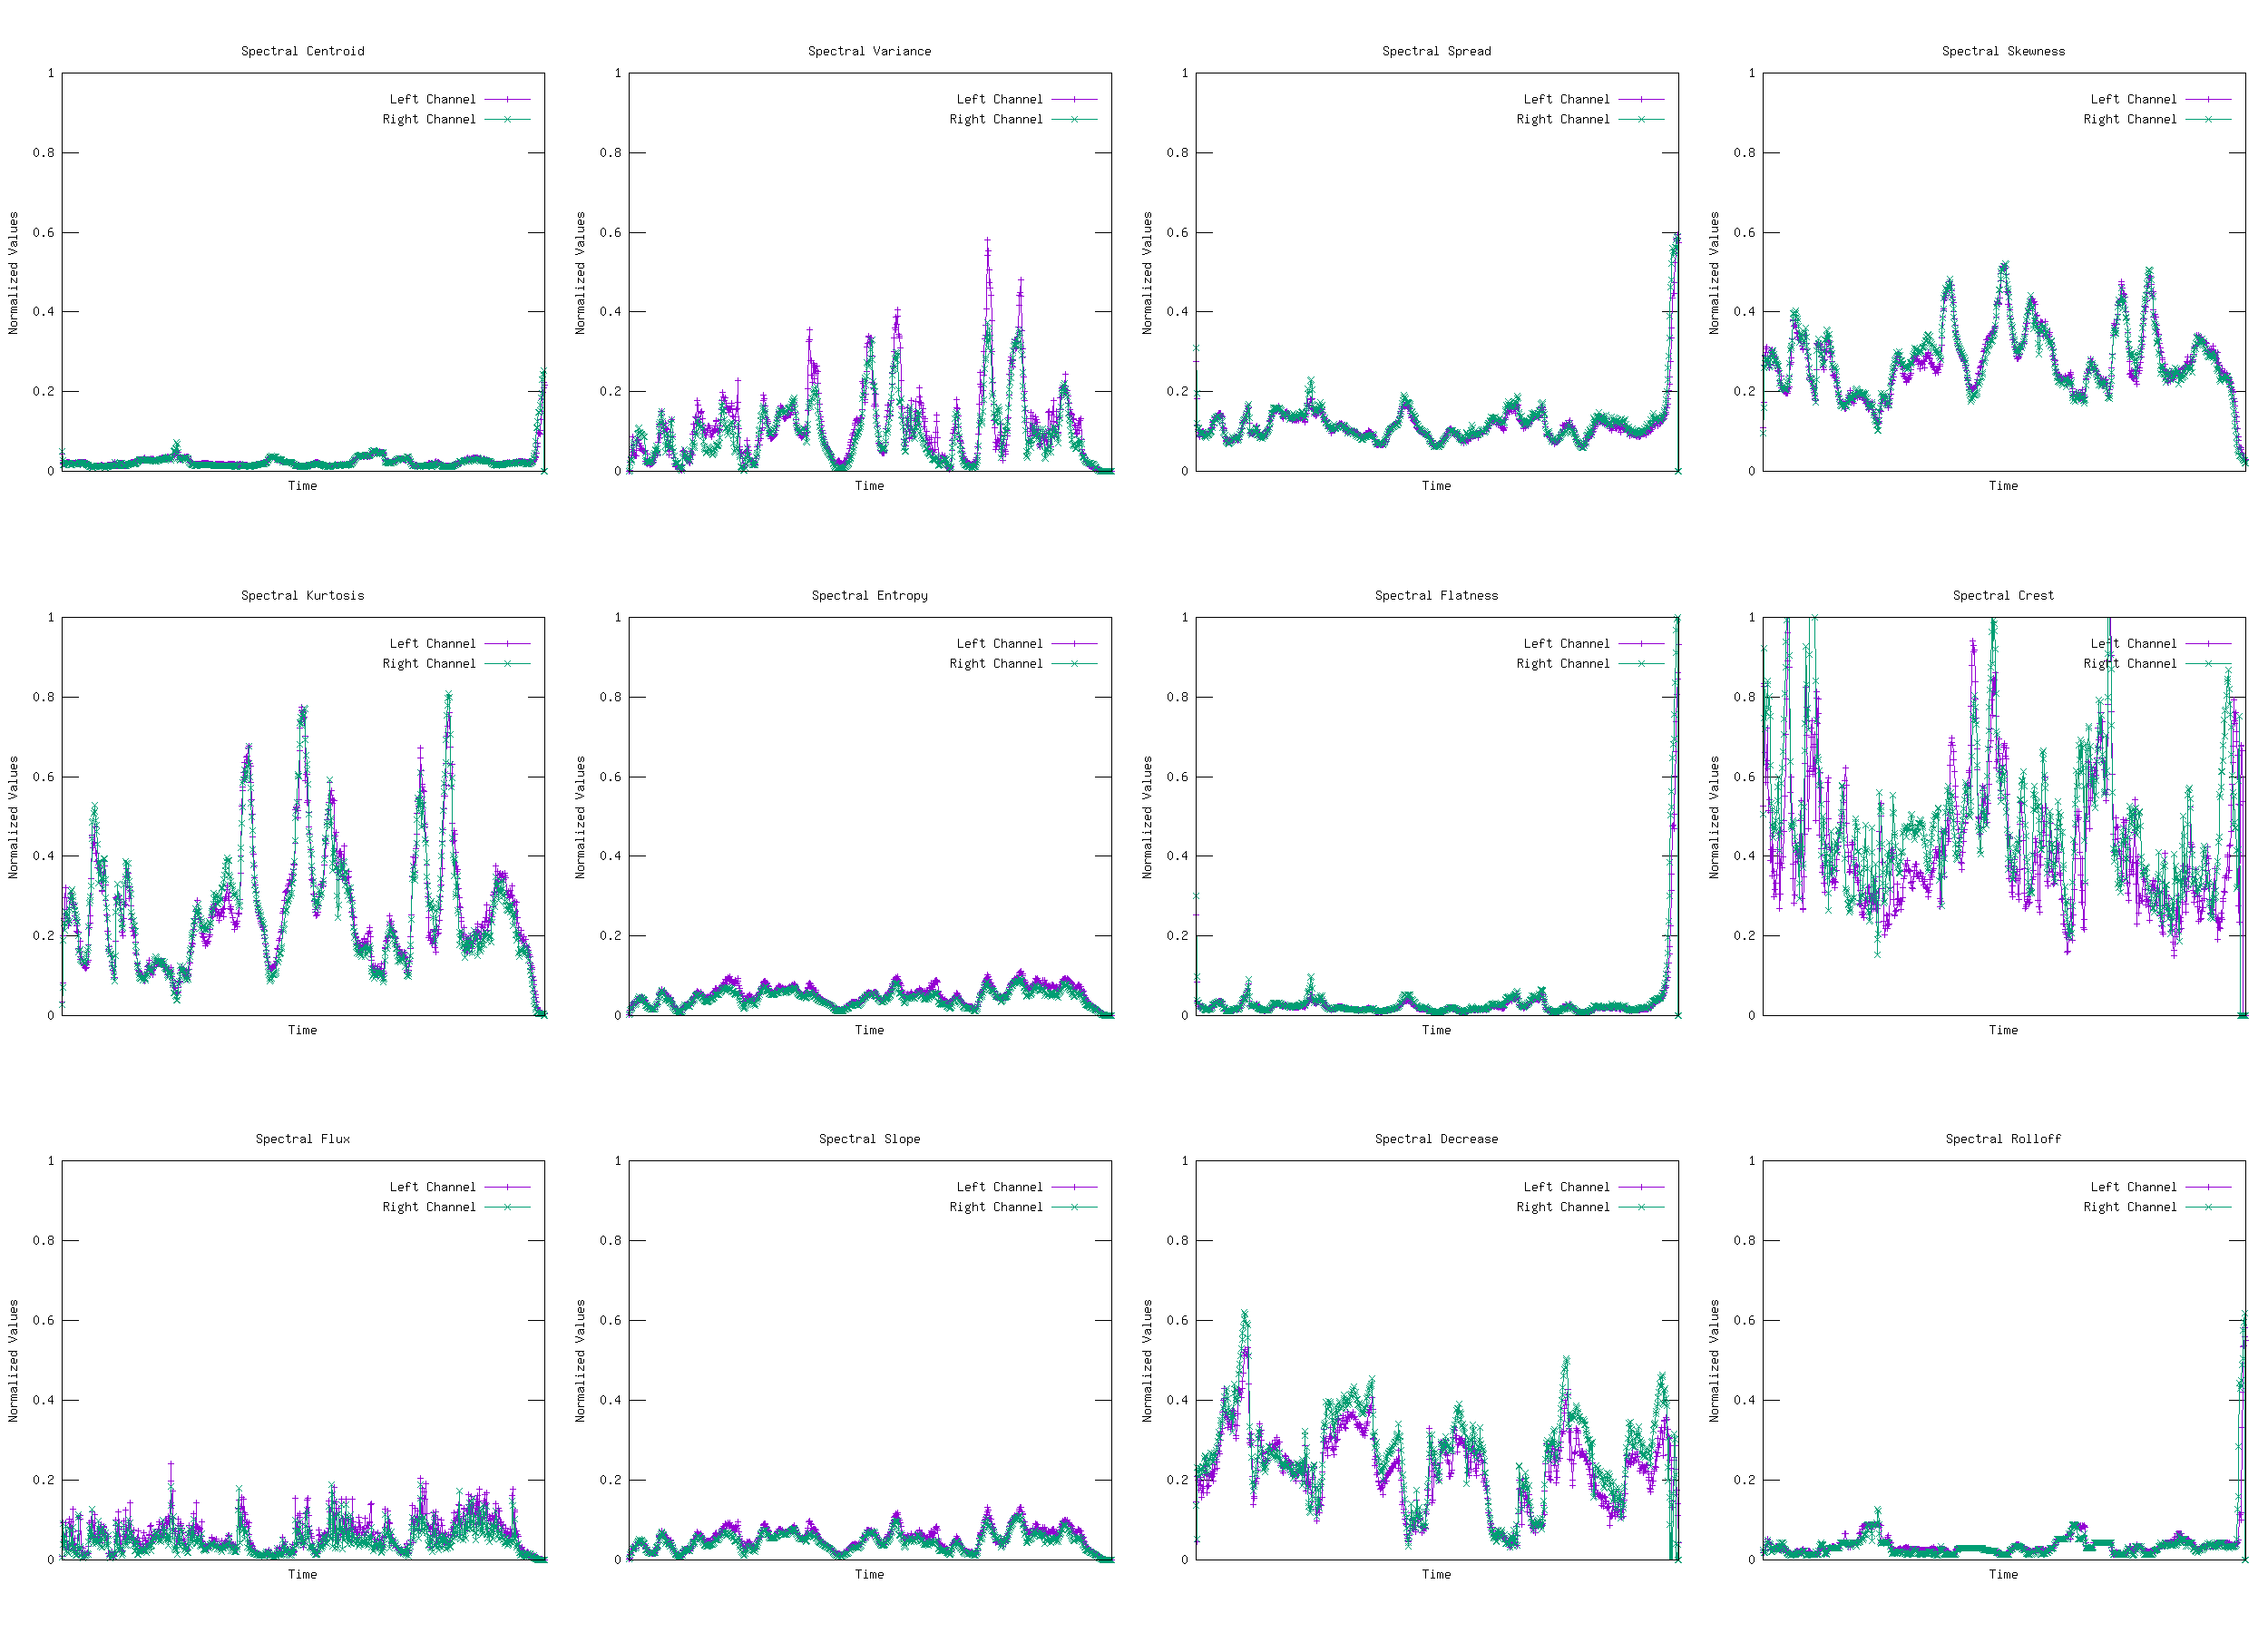 Spectral Centroid
1
0.8
0.6
0.4
0.2
0
Normalized Values
Time
Left Channel
Right Channel
Spectral Variance
1
0.8
0.6
0.4
0.2
0
Normalized Values
Time
Left Channel
Right Channel
Spectral Spread
1
0.8
0.6
0.4
0.2
0
Normalized Values
Time
Left Channel
Right Channel
Spectral Skewness
1
0.8
0.6
0.4
0.2
0
Normalized Values
Time
Left Channel
Right Channel
Spectral Kurtosis
1
0.8
0.6
0.4
0.2
0
Normalized Values
Time
Left Channel
Right Channel
Spectral Entropy
1
0.8
0.6
0.4
0.2
0
Normalized Values
Time
Left Channel
Right Channel
Spectral Flatness
1
0.8
0.6
0.4
0.2
0
Normalized Values
Time
Left Channel
Right Channel
Spectral Crest
1
0.8
0.6
0.4
0.2
0
Normalized Values
Time
Left Channel
Right Channel
Spectral Flux
1
0.8
0.6
0.4
0.2
0
Normalized Values
Time
Left Channel
Right Channel
Spectral Slope
1
0.8
0.6
0.4
0.2
0
Normalized Values
Time
Left Channel
Right Channel
Spectral Decrease
1
0.8
0.6
0.4
0.2
0
Normalized Values
Time
Left Channel
Right Channel
Spectral Rolloff
1
0.8
0.6
0.4
0.2
0
Normalized Values
Time
Left Channel
Right Channel